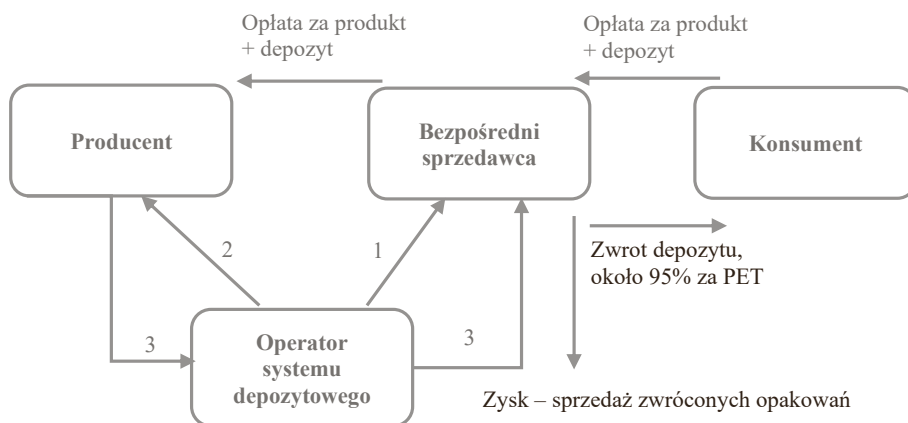 Opłata za produkt
+ depozyt
Opłata za produkt
+ depozyt
Producent
Bezpośredni
sprzedawca
Konsument
2
1
Zwrot depozytu,
około 95% za PET
3
Operator
systemu
depozytowego
3
Zysk – sprzedaż zwróconych opakowań